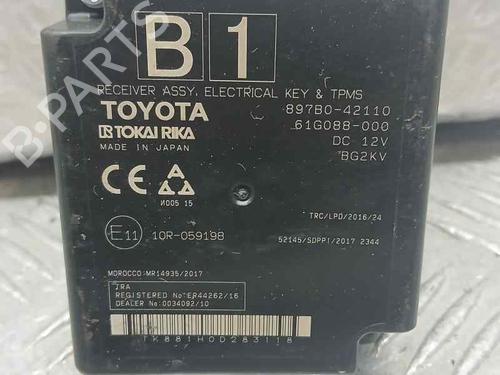 B 1
RECEIVER ASSY, ELECTRICAL KEY & TPMS
TOYOTA 897B0-42110
TOKAI RIKA 61G088-000
MADE IN JAPAN DC 12V
BG2KV
CE
N005 15
TRC/LPD/2016/24
E11 10R-059198
52145/SDPPI/2017 2344
MOROCCO:MR14935/2017
TRA
REGISTERED No:ER44262/16
DEALER No:0034092/10
TK881H0D283118
B-PARTS